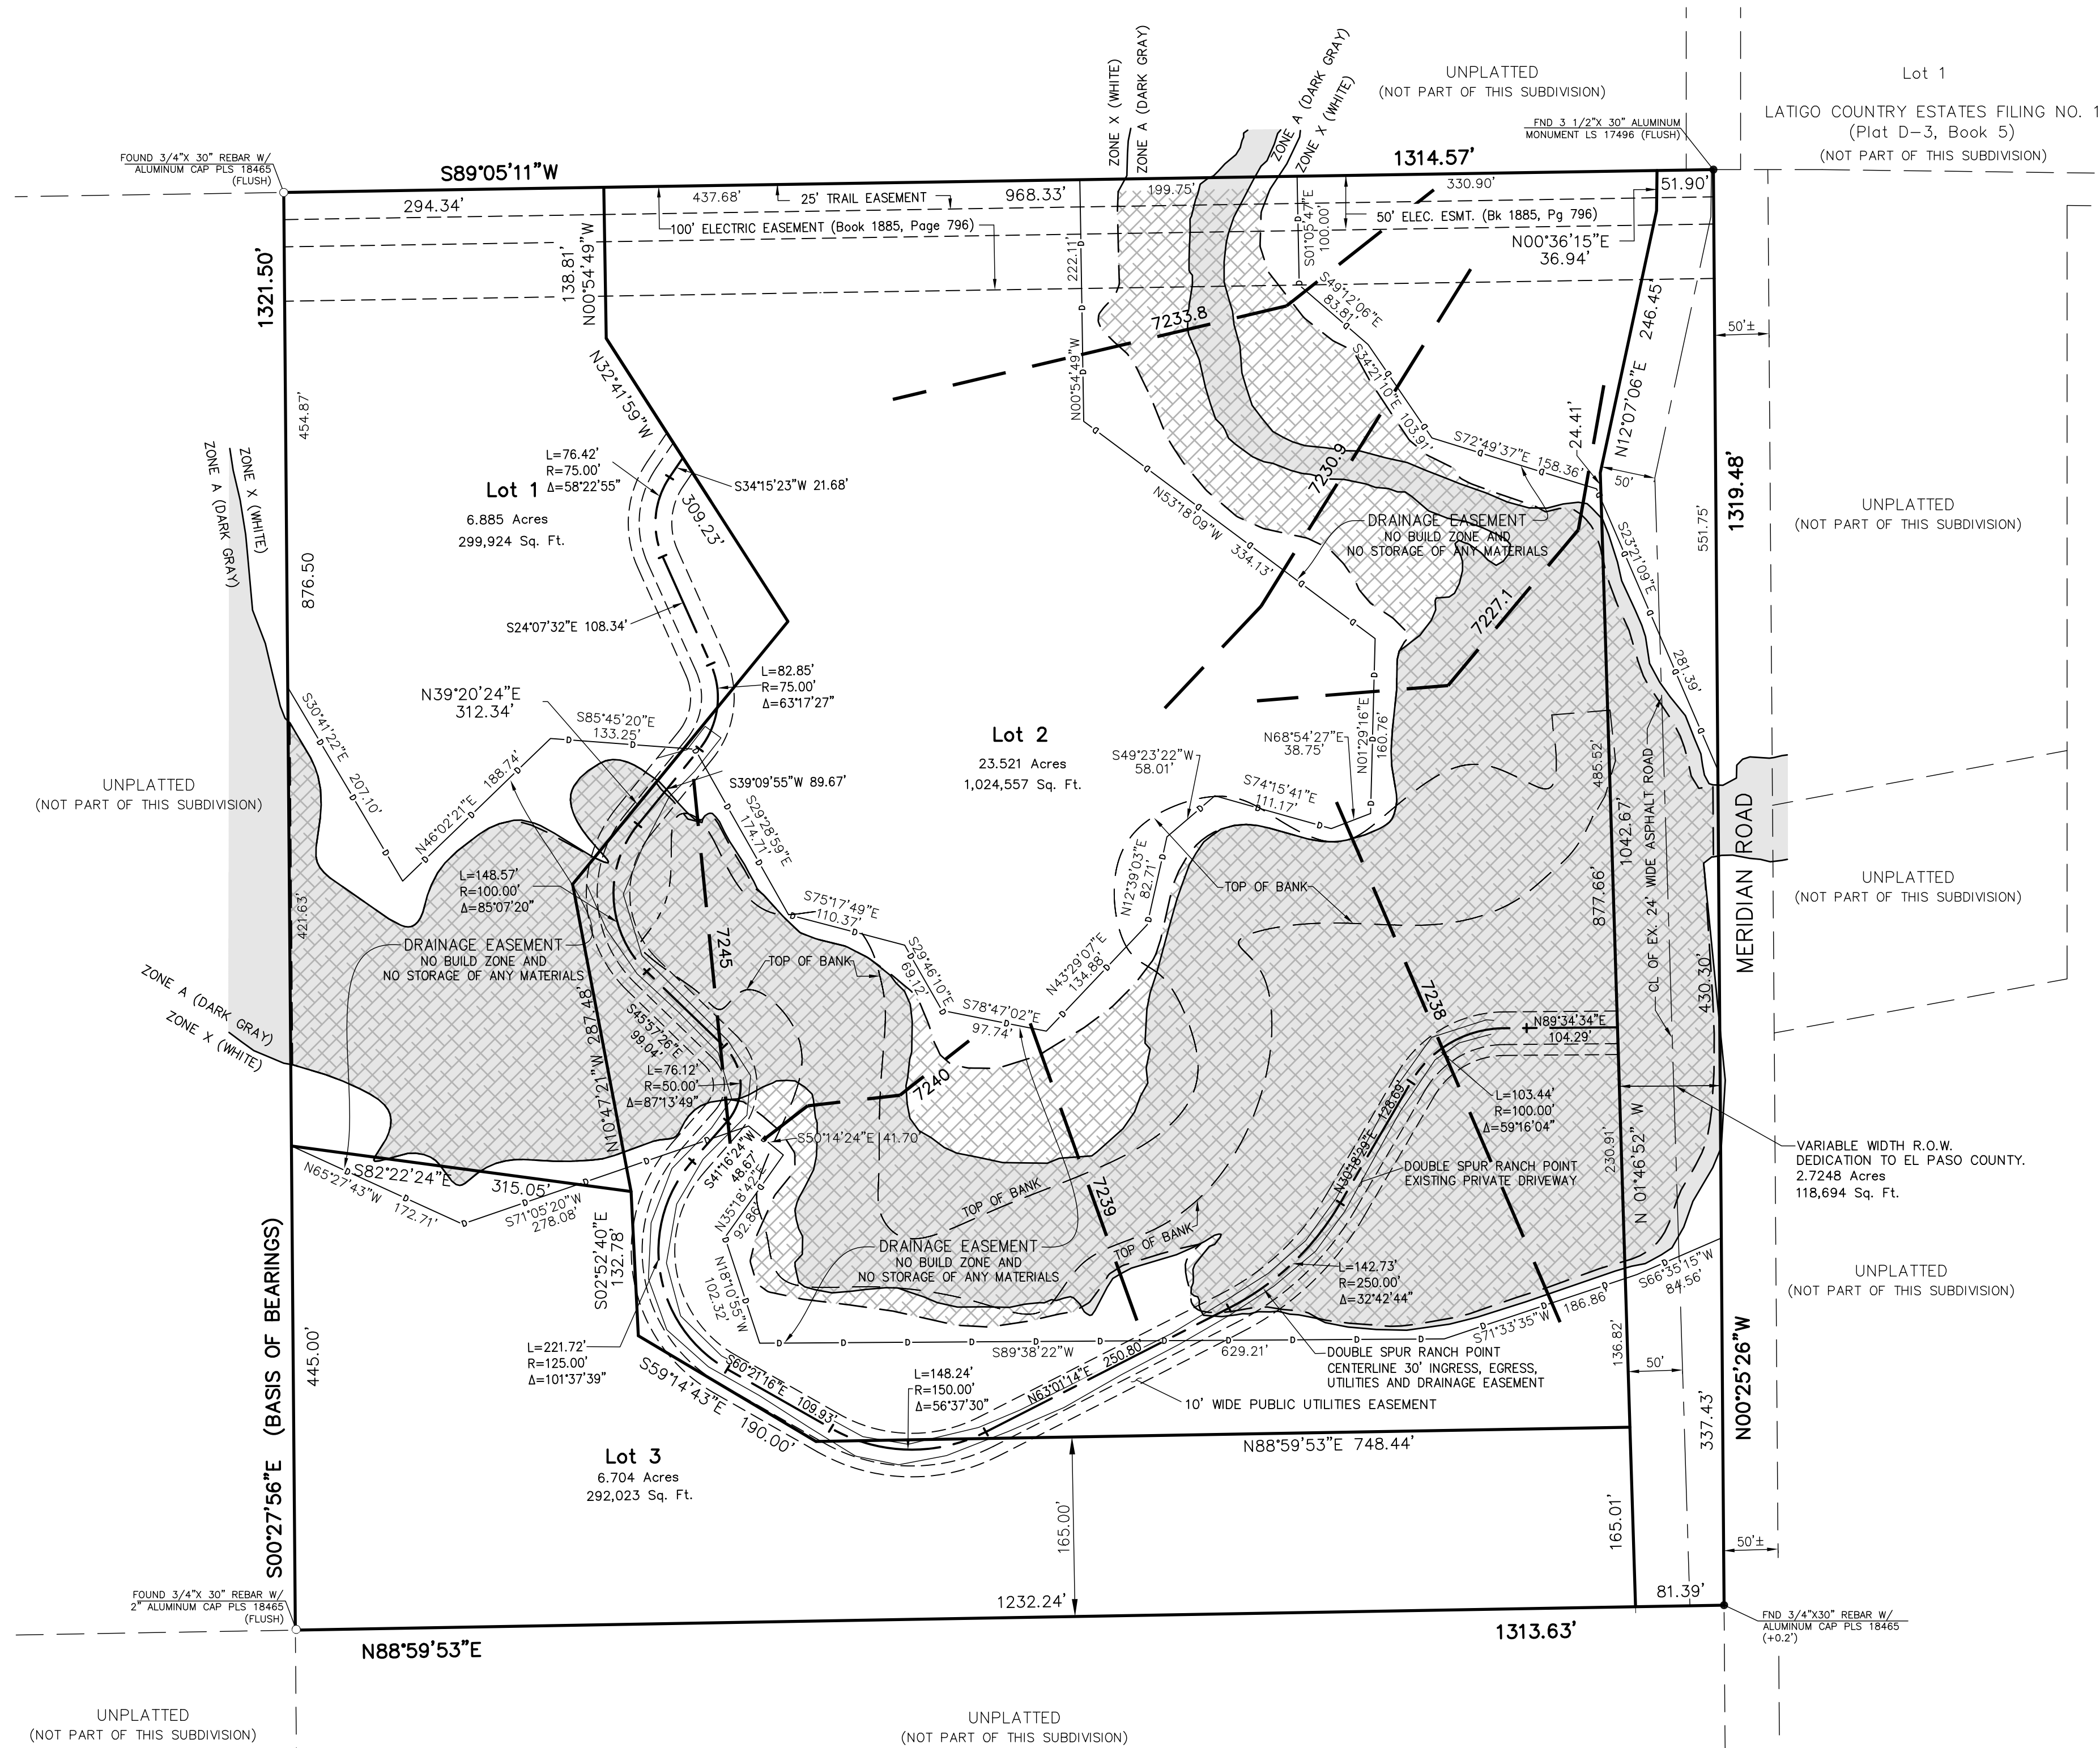 UNPLATTED
(NOT PART OF THIS SUBDIVISION)
Lot 1
LATIGO COUNTRY ESTATES FILING NO. 1
(Plat D-3, Book 5)
(NOT PART OF THIS SUBDIVISION)
ZONE X (WHITE)
ZONE A (DARK GRAY)
ZONE A (DARK GRAY)
ZONE X (WHITE)
FND 3 1/2"X 30" ALUMINUM
MONUMENT LS 17496 (FLUSH)
FOUND 3/4"X 30" REBAR W/
ALUMINUM CAP PLS 18465
(FLUSH)
S89°05'11"W
1314.57'
294.34'
437.68'
25' TRAIL EASEMENT
968.33'
199.75'
330.90'
51.90'
100' ELECTRIC EASEMENT (Book 1885, Page 796)
50' ELEC. ESMT. (Bk 1885, Pg 796)
N00°36'15"E
36.94'
S01°05'47"E
100.00'
1321.50'
138.81'
N00°54'49"W
222.11'
N00°54'49"W
S49°12'06"E
83.81'
7233.8
246.45'
N12°07'06"E
50'±
S34°21'10"E 103.91'
N32°41'59"W
309.23'
454.87'
24.41'
S72°49'37"E 158.36'
50'
551.75'
1319.48'
7230.9
ZONE A (DARK GRAY)
ZONE X (WHITE)
L=76.42'
R=75.00'
Δ=58°22'55"
Lot 1
6.885 Acres
299,924 Sq. Ft.
S34°15'23"W 21.68'
N53°18'09"W 334.13'
DRAINAGE EASEMENT
NO BUILD ZONE AND
NO STORAGE OF ANY MATERIALS
UNPLATTED
(NOT PART OF THIS SUBDIVISION)
S23°21'09"E
281.39'
876.50
S24°07'32"E 108.34'
7227.1
L=82.85'
R=75.00'
Δ=63°17'27"
N39°20'24"E
312.34'
S85°45'20"E
133.25'
S30°41'22"E 207.10'
N46°02'21"E 188.74'
Lot 2
23.521 Acres
1,024,557 Sq. Ft.
S49°23'22"W
58.01'
N68°54'27"E
38.75'
N01°29'16"E
160.76'
S74°15'41"E
111.17'
485.52'
1042.67'
CL OF EX. 24' WIDE ASPHALT ROAD
MERIDIAN ROAD
UNPLATTED
(NOT PART OF THIS SUBDIVISION)
S39°09'55"W 89.67'
S29°28'59"E
174.71'
L=148.57'
R=100.00'
Δ=85°07'20"
TOP OF BANK
N12°39'03"E
82.71'
UNPLATTED
(NOT PART OF THIS SUBDIVISION)
421.63'
S75°17'49"E
110.37'
877.66'
DRAINAGE EASEMENT
NO BUILD ZONE AND
NO STORAGE OF ANY MATERIALS
7245
TOP OF BANK
S29°46'10"E
69.12'
N43°29'07"E
134.88'
430.30'
ZONE A (DARK GRAY)
ZONE X (WHITE)
N10°47'21"W 287.48'
S45°57'26"E
99.04'
S78°47'02"E
97.74'
7238
N89°34'34"E
104.29'
L=76.12'
R=50.00'
Δ=87°13'49"
7240
128.69'
N30°18'29"E
L=103.44'
R=100.00'
Δ=59°16'04"
N 01°46'52" W
230.91'
S50°14'24"E 41.70'
S41°16'24"W
48.67'
VARIABLE WIDTH R.O.W.
DEDICATION TO EL PASO COUNTY.
2.7248 Acres
118,694 Sq. Ft.
DOUBLE SPUR RANCH POINT
EXISTING PRIVATE DRIVEWAY
S82°22'24"E 315.05'
N65°27'43"W 172.71'
S71°05'20"W
278.08'
N35°18'42"E
92.86'
TOP OF BANK
7239
TOP OF BANK
S02°52'40"E
132.78'
DRAINAGE EASEMENT
NO BUILD ZONE AND
NO STORAGE OF ANY MATERIALS
N18°10'55"W
102.32'
L=142.73'
R=250.00'
Δ=32°42'44"
S66°35'15"W
84.56'
186.86'
S71°33'35"W
UNPLATTED
(NOT PART OF THIS SUBDIVISION)
445.00'
S00°27'56"E (BASIS OF BEARINGS)
L=221.72'
R=125.00'
Δ=101°37'39"
S60°21'16"E
109.93'
S59°14'43"E 190.00'
L=148.24'
R=150.00'
Δ=56°37'30"
S89°38'22"W
629.21'
N63°01'14"E 250.80'
DOUBLE SPUR RANCH POINT
CENTERLINE 30' INGRESS, EGRESS,
UTILITIES AND DRAINAGE EASEMENT
136.82'
50'
337.43'
N00°25'26"W
10' WIDE PUBLIC UTILITIES EASEMENT
N88°59'53"E 748.44'
Lot 3
6.704 Acres
292,023 Sq. Ft.
165.00'
165.01'
50'±
FOUND 3/4"X 30" REBAR W/
2" ALUMINUM CAP PLS 18465
(FLUSH)
1232.24'
81.39'
FND 3/4"X30" REBAR W/
ALUMINUM CAP PLS 18465
(+0.2')
N88°59'53"E
1313.63'
UNPLATTED
(NOT PART OF THIS SUBDIVISION)
UNPLATTED
(NOT PART OF THIS SUBDIVISION)